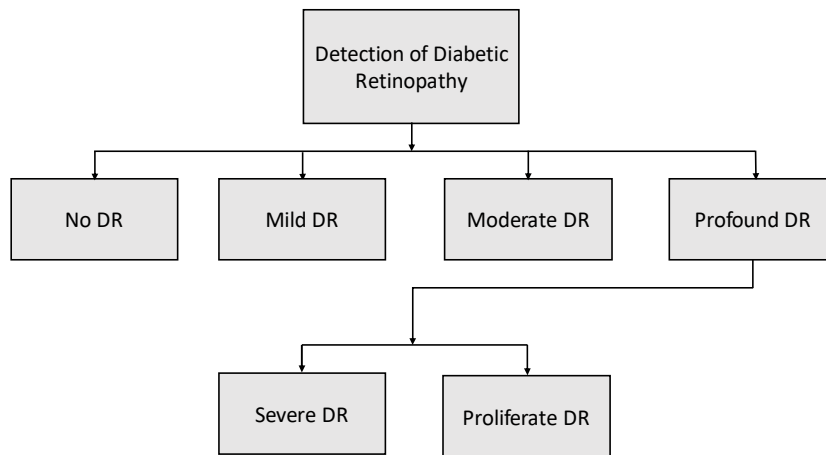 Detection of Diabetic
Retinopathy
No DR
Mild DR
Moderate DR
Profound DR
Severe DR
Proliferate DR